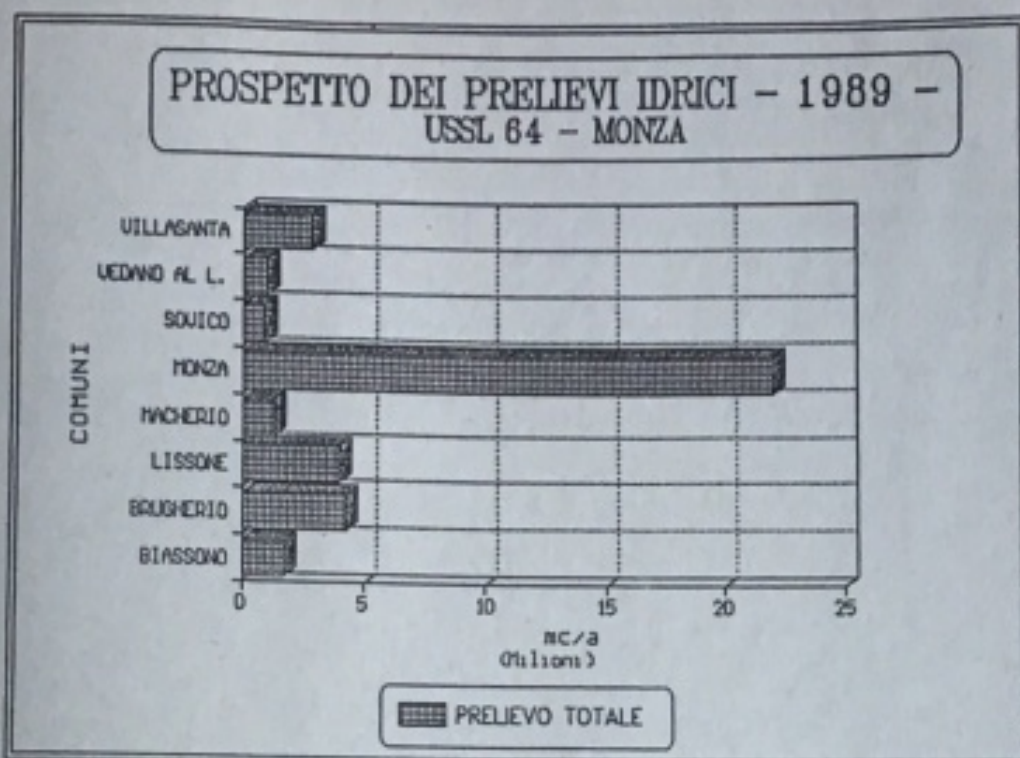 PROSPETTO DEI PRELIEVI IDRICI - 1989 -
USSL 64 - MONZA
COMUNI
VILLASANTA
VEDANO AL L.
SOVICO
MONZA
MACHERIO
LISSONE
BRUGHERIO
BIASSONO
0 5 10 15 20 25
mc/a
(Milioni)
PRELIEVO TOTALE